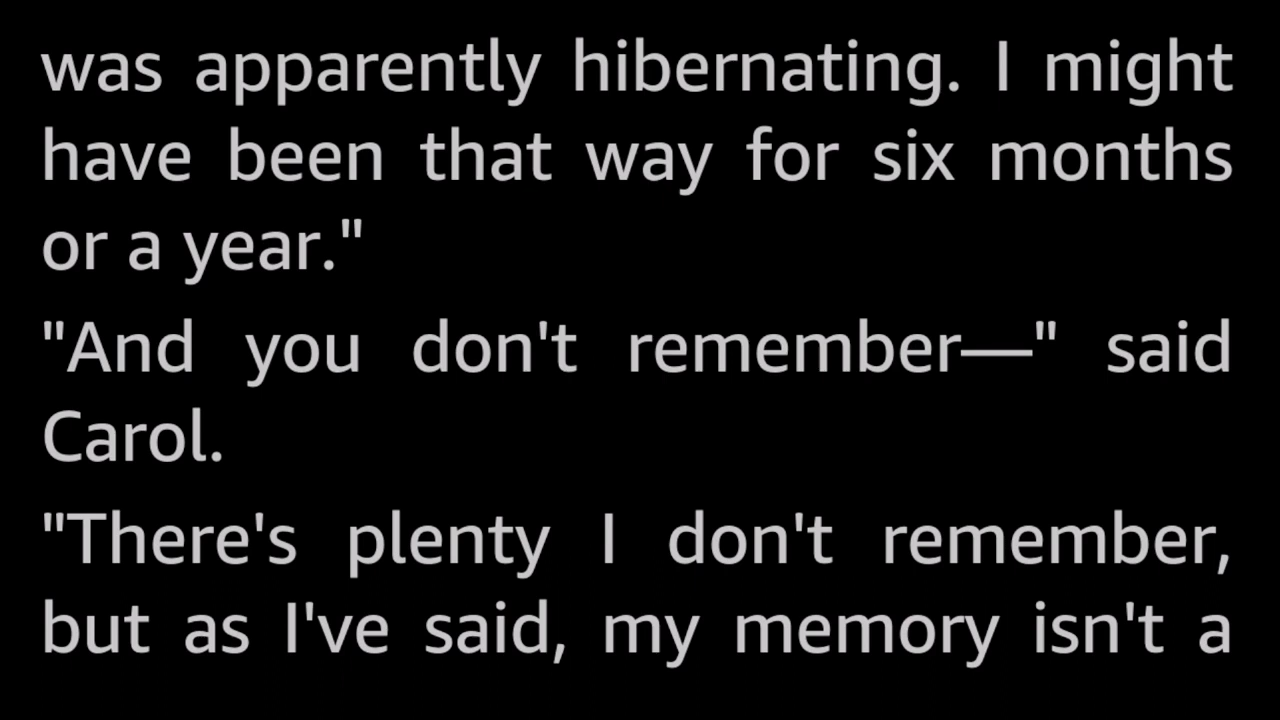 was apparently hibernating. I might
have been that way for six months
or a year."
"And you don't remember—" said
Carol.
"There's plenty I don't remember,
but as I've said, my memory isn't a